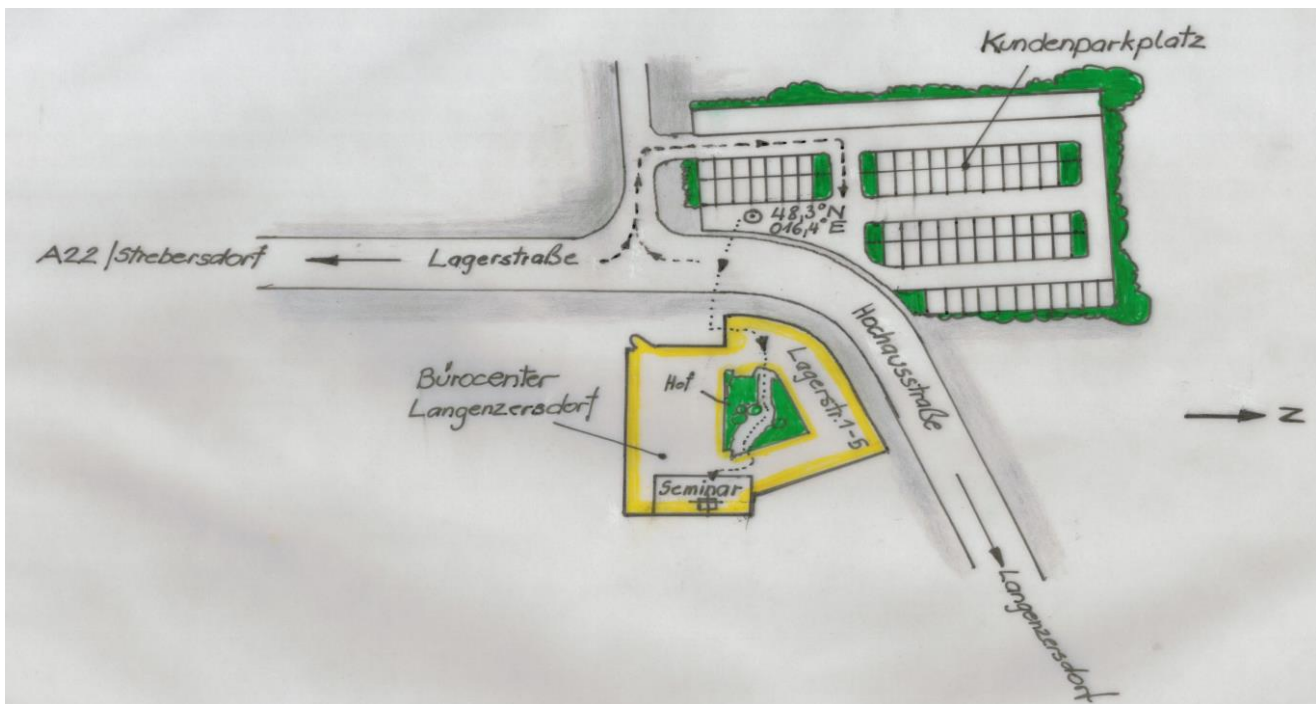 Kundenparkplatz
48,3°N
016,4°E
A22/Strebersdorf
Lagerstraße
Hochausstraße
Bürocenter
Langenzersdorf
Hof
Lagerstr.1-5
Seminar
N
Langenzersdorf